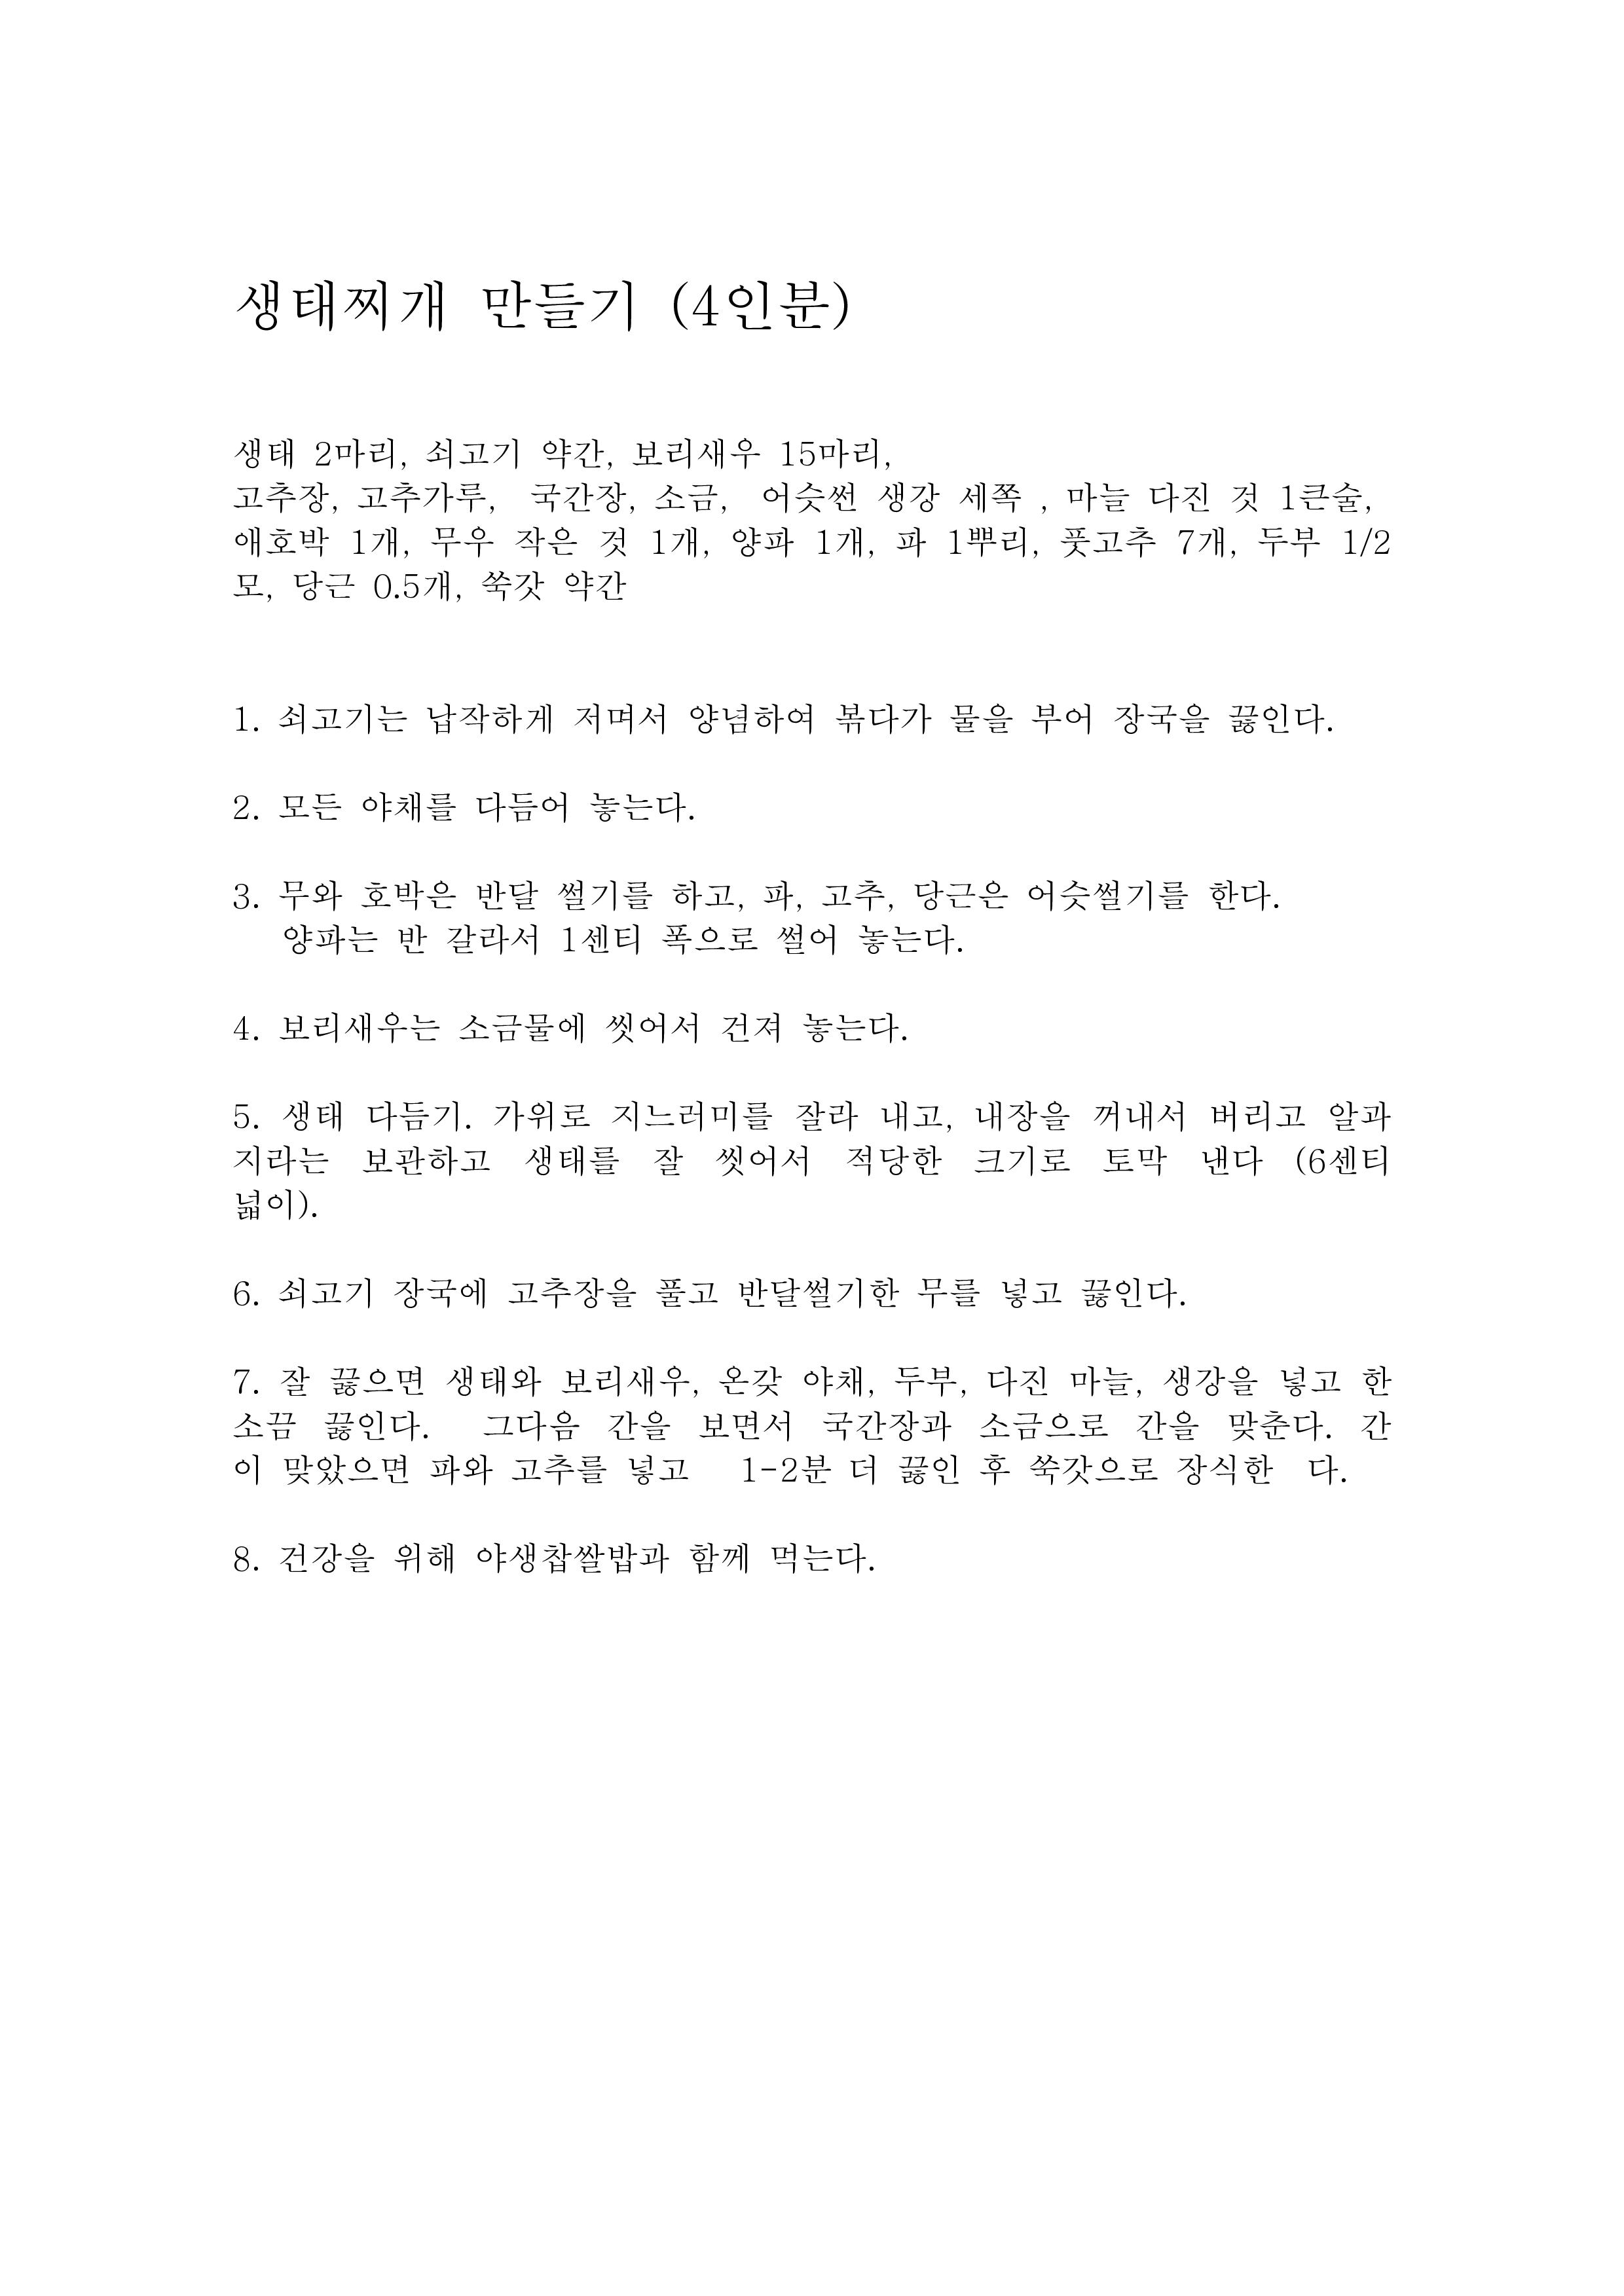 생태찌개 만들기 (4인분)
생태 2마리, 쇠고기 약간, 보리새우 15마리,
고추장, 고추가루, 국간장, 소금, 어슷썬 생강 세쪽 , 마늘 다진 것 1큰술,
애호박 1개, 무우 작은 것 1개, 양파 1개, 파 1뿌리, 풋고추 7개, 두부 1/2
모, 당근 0.5개, 쑥갓 약간
1. 쇠고기는 납작하게 저며서 양념하여 볶다가 물을 부어 장국을 끓인다.
2. 모든 야채를 다듬어 놓는다.
3. 무와 호박은 반달 썰기를 하고, 파, 고추, 당근은 어슷썰기를 한다.
양파는 반 갈라서 1센티 폭으로 썰어 놓는다.
4. 보리새우는 소금물에 씻어서 건져 놓는다.
5. 생태 다듬기. 가위로 지느러미를 잘라 내고, 내장을 꺼내서 버리고 알과
지라는 보관하고 생태를 잘 씻어서 적당한 크기로 토막 낸다 (6센티
넓이).
6. 쇠고기 장국에 고추장을 풀고 반달썰기한 무를 넣고 끓인다.
7. 잘 끓으면 생태와 보리새우, 온갖 야채, 두부, 다진 마늘, 생강을 넣고 한
소끔 끓인다. 그다음 간을 보면서 국간장과 소금으로 간을 맞춘다. 간
이 맞았으면 파와 고추를 넣고 1-2분 더 끓인 후 쑥갓으로 장식한 다.
8. 건강을 위해 야생찹쌀밥과 함께 먹는다.